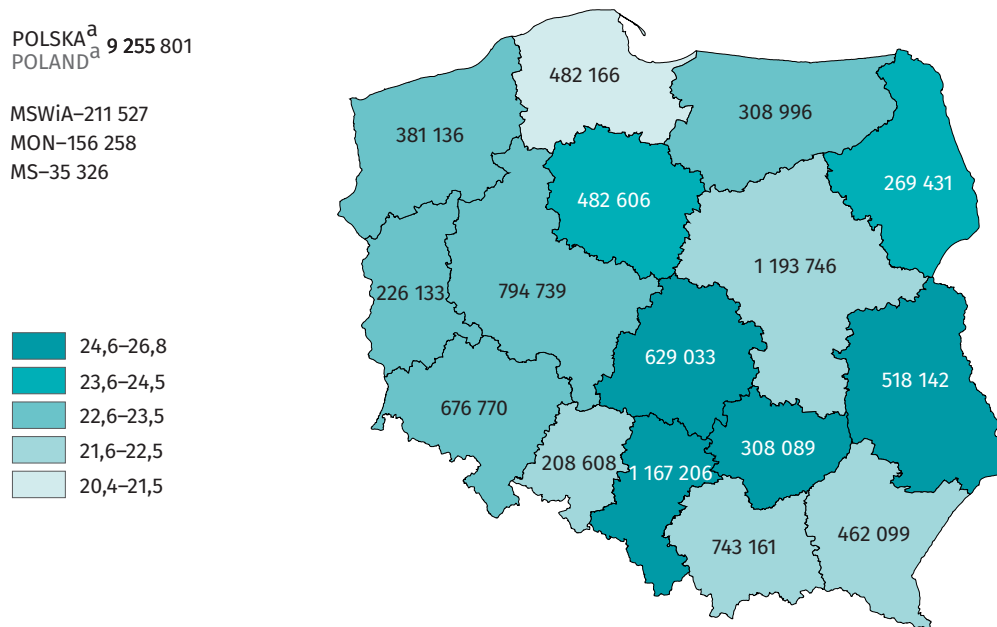 POLSKAᵃ 9 255 801
POLANDᵃ
MSWiA–211 527
MON–156 258
MS–35 326
24,6–26,8
23,6–24,5
22,6–23,5
21,6–22,5
20,4–21,5
482 166
308 996
381 136
269 431
482 606
1 193 746
226 133
794 739
629 033
518 142
676 770
308 089
208 608
1 167 206
462 099
743 161